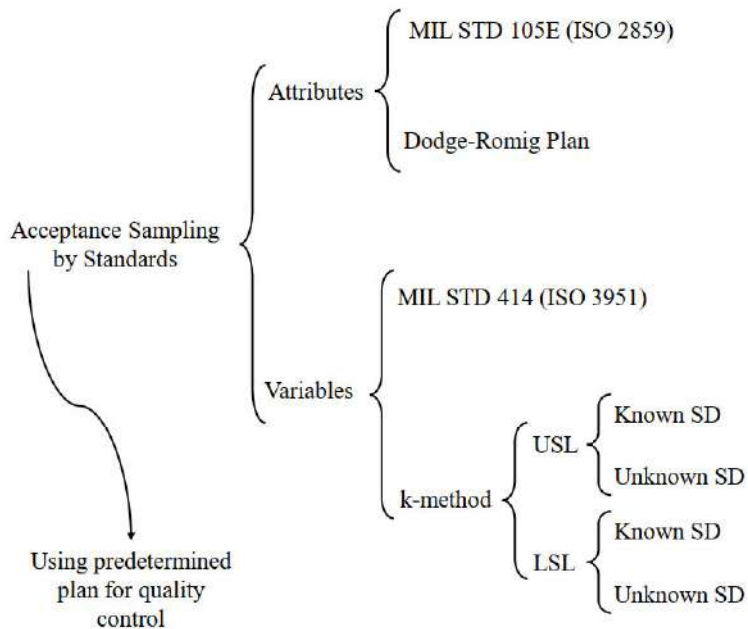 MIL STD 105E (ISO 2859)
Attributes
Dodge-Romig Plan
Acceptance Sampling
by Standards
MIL STD 414 (ISO 3951)
Variables
Known SD
USL
Unknown SD
k-method
Known SD
LSL
Unknown SD
Using predetermined
plan for quality
control